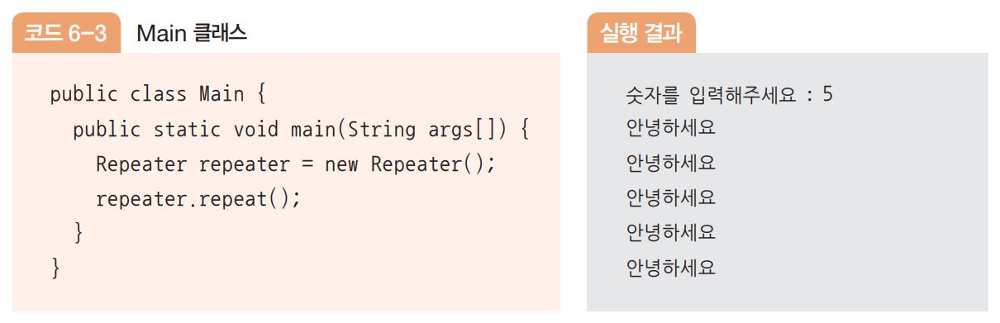 코드 6-3 Main 클래스
public class Main {
public static void main(String args[]) {
Repeater repeater = new Repeater();
repeater.repeat();
}
}
실행 결과
숫자를 입력해주세요 : 5
안녕하세요
안녕하세요
안녕하세요
안녕하세요
안녕하세요